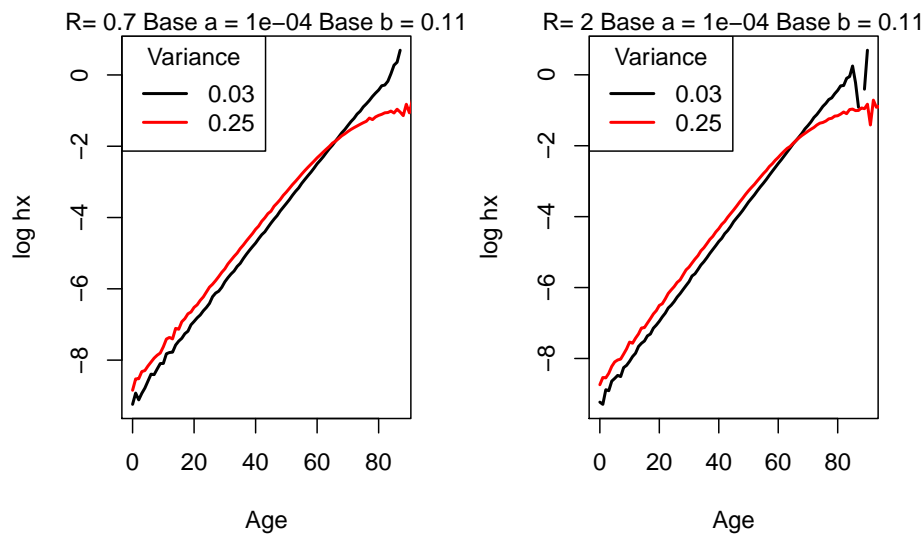 R= 0.7 Base a = 1e−04 Base b = 0.11
Variance
0.03
0.25
0
−2
−4
−6
−8
log hx
0 20 40 60 80
Age
R= 2 Base a = 1e−04 Base b = 0.11
Variance
0.03
0.25
0
−2
−4
−6
−8
log hx
0 20 40 60 80
Age